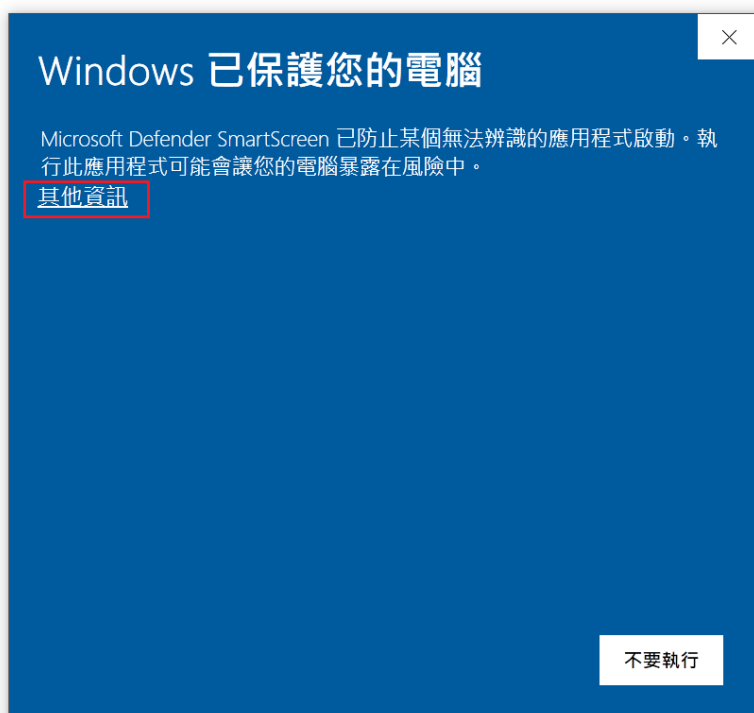 Windows 已保護您的電腦
Microsoft Defender SmartScreen 已防止某個無法辨識的應用程式啟動。執
行此應用程式可能會讓您的電腦暴露在風險中。
其他資訊
不要執行